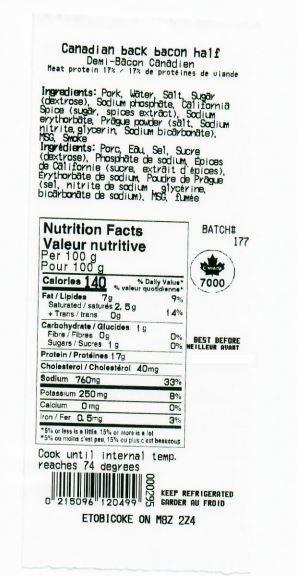 Canadian back bacon half
Demi-Bacon Canadien
Meat protein 17% / 17% de protéines de viande
Ingredients: Pork, Water, Salt, Sugar
(dextrose), Sodium phosphate, California
Spice (sugar, spices extract), Sodium
erythorbate, Prague powder (salt, Sodium
nitrite, glycerin, Sodium bicarbonate),
MSG, Smoke
Ingrédients: Porc, Eau, Sel, Sucre
(dextrose), Phosphate de sodium, Épices
de Californie (sucre, extrait d'épices),
Érythorbate de sodium, Poudre de Prague
(sel, nitrite de sodium , glycérine,
bicarbonate de sodium), MSG, fumée
Nutrition Facts
Valeur nutritive
Per 100 g
Pour 100 g
Calories 140 % Daily Value*
% valeur quotidienne*
Fat / Lipides 7g 9%
Saturated / saturés 2.5g
+ Trans / trans 0g 14%
Carbohydrate / Glucides 1g
Fibre / Fibres 0g 0%
Sugars / Sucres 1g 0%
Protein / Protéines 17g
Cholesterol / Cholestérol 40mg
Sodium 760mg 33%
Potassium 250mg 8%
Calcium 0mg 0%
Iron / Fer 0.5mg 3%
*5% or less is a little, 15% or more is a lot
*5% ou moins c'est peu, 15% ou plus c'est beaucoup
BATCH#
177
Canada
7000
BEST BEFORE
MEILLEUR AVANT
Cook until internal temp.
reaches 74 degrees
0 215096 120499
000295
KEEP REFRIGERATED
GARDER AU FROID
ETOBICOKE ON M8Z 2Z4